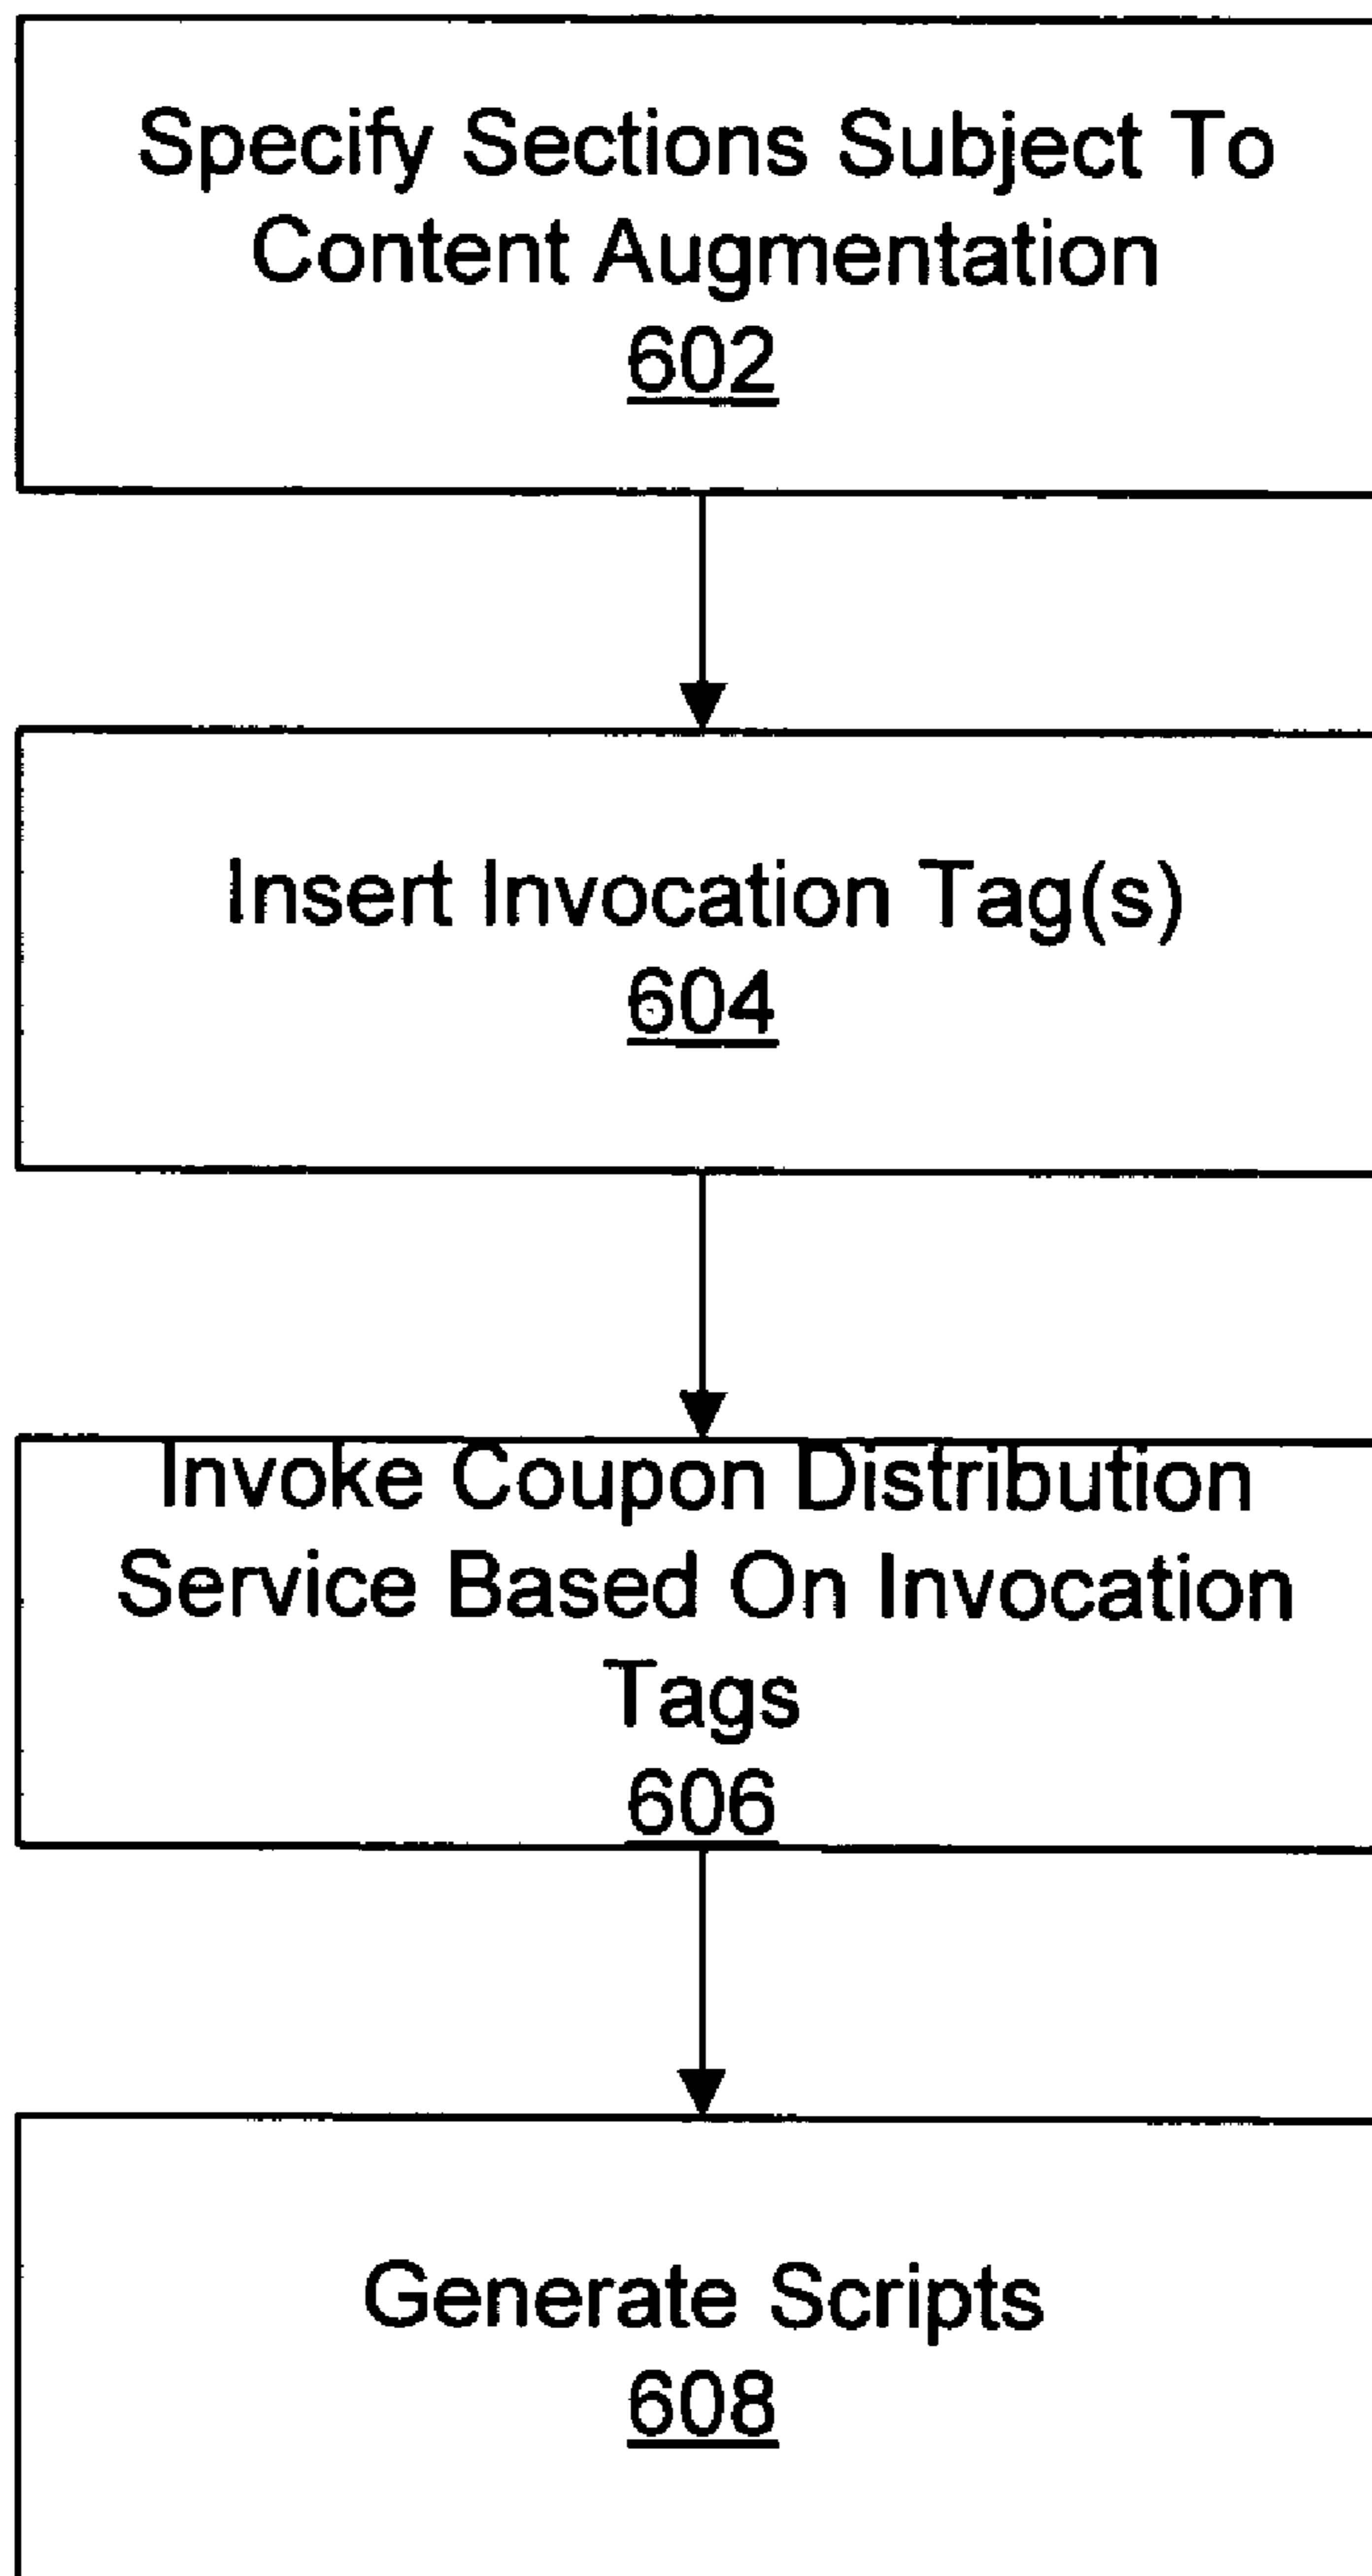 Specify Sections Subject To
Content Augmentation
602
Insert Invocation Tag(s)
604
Invoke Coupon Distribution
Service Based On Invocation
Tags
606
Generate Scripts
608